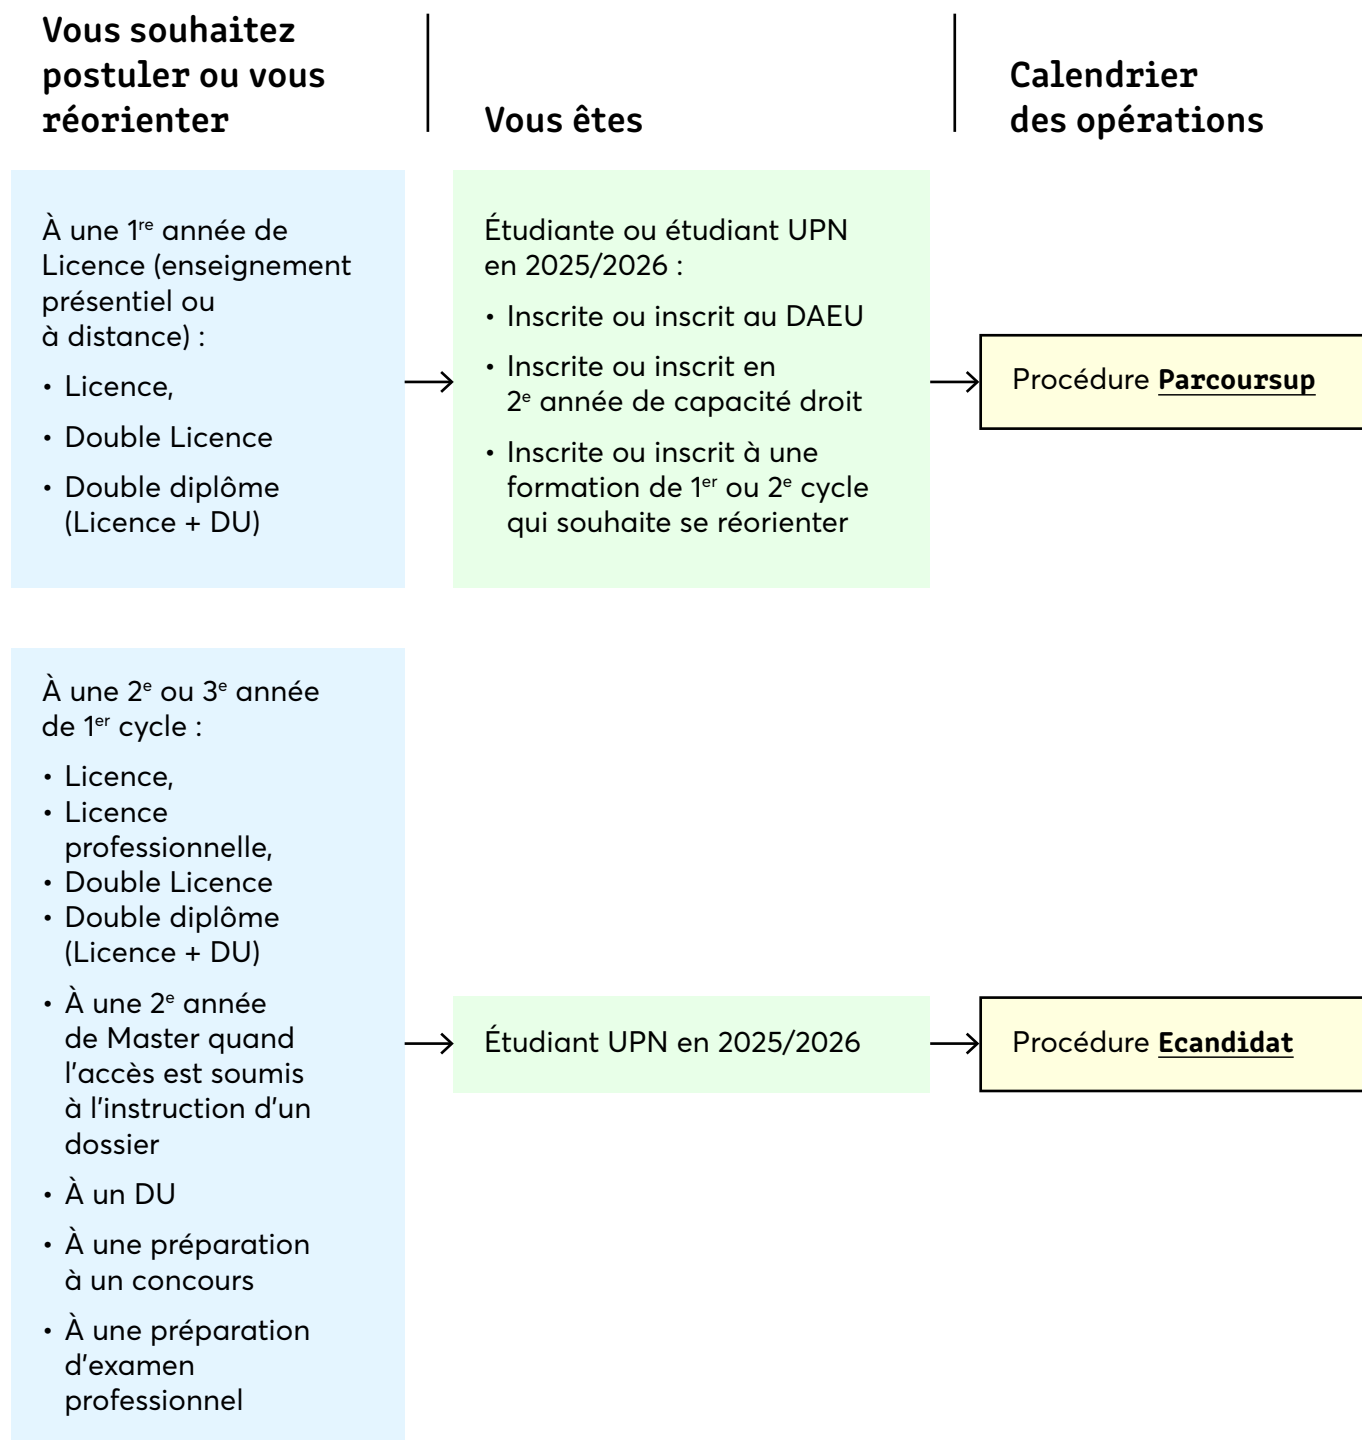 Vous souhaitez
postuler ou vous
réorienter
Vous êtes
Calendrier
des opérations
À une 1re année de
Licence (enseignement
présentiel ou
à distance) :
• Licence,
• Double Licence
• Double diplôme
(Licence + DU)
Étudiante ou étudiant UPN
en 2025/2026 :
• Inscrite ou inscrit au DAEU
• Inscrite ou inscrit en
2e année de capacité droit
• Inscrite ou inscrit à une
formation de 1er ou 2e cycle
qui souhaite se réorienter
Procédure Parcoursup
À une 2e ou 3e année
de 1er cycle :
• Licence,
• Licence
professionnelle,
• Double Licence
• Double diplôme
(Licence + DU)
• À une 2e année
de Master quand
l'accès est soumis
à l'instruction d'un
dossier
• À un DU
• À une préparation
à un concours
• À une préparation
d'examen
professionnel
Étudiant UPN en 2025/2026
Procédure Ecandidat